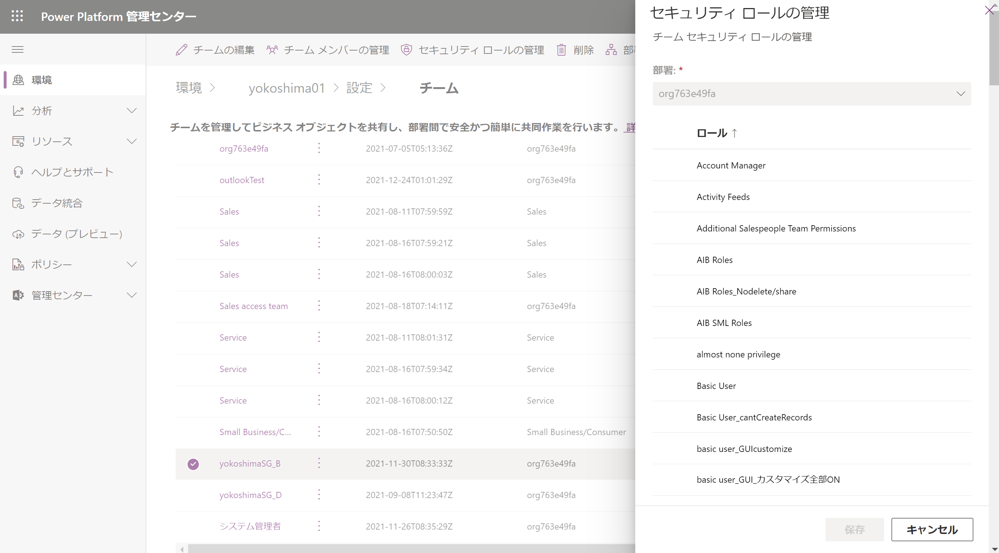 Power Platform 管理センター
環境
分析
リソース
ヘルプとサポート
データ統合
データ (プレビュー)
ポリシー
管理センター
チームの編集 チーム メンバーの管理 セキュリティ ロールの管理 削除
環境 > yokoshima01 > 設定 > チーム
チームを管理してビジネス オブジェクトを共有し、部署間で安全かつ簡単に共同作業を行います。 詳
org763e49fa 2021-07-05T05:13:36Z org763e49fa
outlookTest 2021-12-24T01:01:29Z org763e49fa
Sales 2021-08-11T07:59:59Z Sales
Sales 2021-08-16T07:59:21Z Sales
Sales 2021-08-16T08:00:03Z Sales
Sales access team 2021-08-18T07:14:11Z org763e49fa
Service 2021-08-11T08:01:31Z Service
Service 2021-08-16T07:59:34Z Service
Service 2021-08-16T08:00:12Z Service
Small Business/C... 2021-08-16T07:50:50Z Small Business/Consumer
yokoshimaSG_B 2021-11-30T08:33:33Z org763e49fa
yokoshimaSG_D 2021-09-08T11:23:47Z org763e49fa
システム管理者 2021-11-26T08:35:29Z org763e49fa
セキュリティ ロールの管理
チーム セキュリティ ロールの管理
部署: *
org763e49fa
ロール ↑
Account Manager
Activity Feeds
Additional Salespeople Team Permissions
AIB Roles
AIB Roles_Nodelete/share
AIB SML Roles
almost none privilege
Basic User
Basic User_cantCreateRecords
basic user_GUIcustomize
basic user_GUI_カスタマイズ全部ON
保存 キャンセル